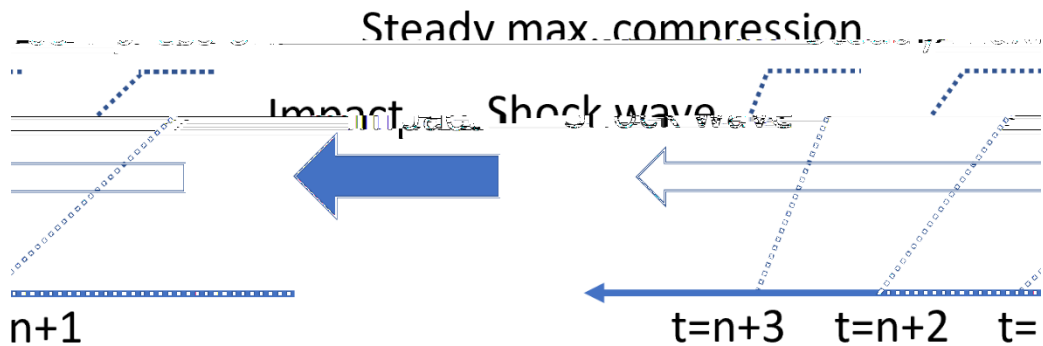 Steady max. compression
Impact Shock wave
n+1 t=n+3 t=n+2 t=